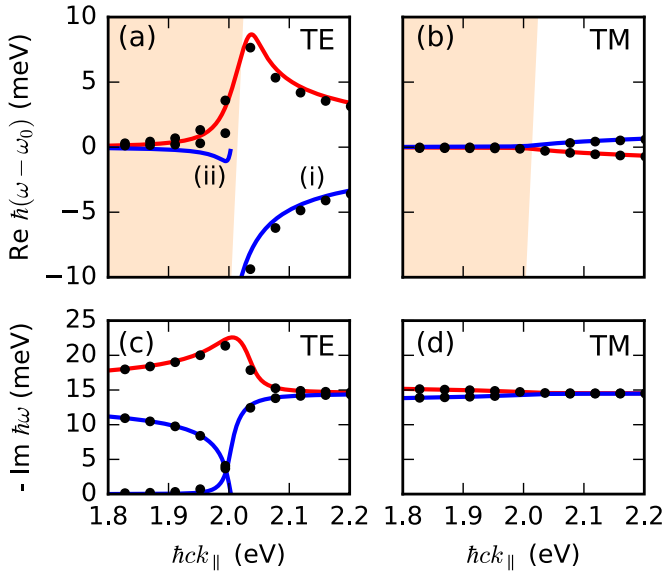 (a) TE (b) TM
10
5
0
−5
−10
Re ℏ(ω − ω₀) (meV)
(ii) (i)
(c) TE (d) TM
25
20
15
10
5
0
- Im ℏω (meV)
1.8 1.9 2.0 2.1 2.2 1.8 1.9 2.0 2.1 2.2
ℏck∥ (eV) ℏck∥ (eV)